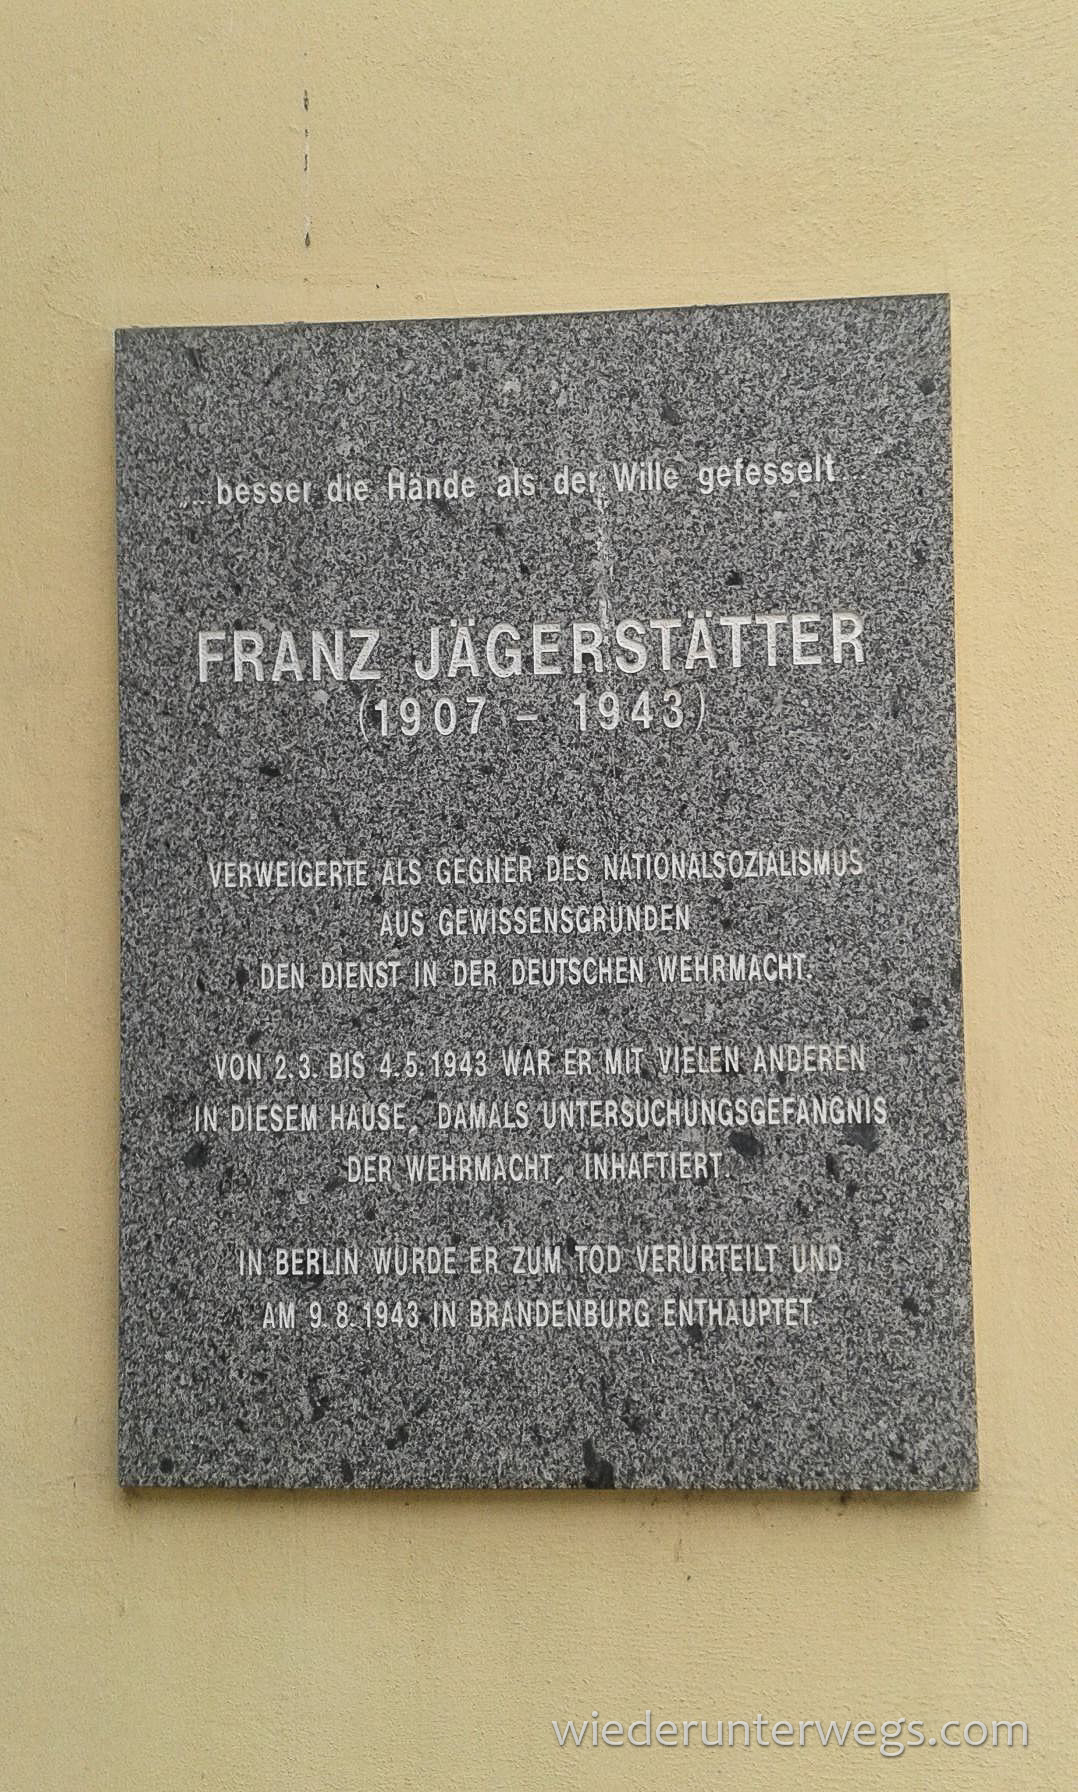 „...besser die Hände als der Wille gefesselt...
FRANZ JÄGERSTÄTTER
(1907 – 1943)
VERWEIGERTE ALS GEGNER DES NATIONALSOZIALISMUS
AUS GEWISSENSGRÜNDEN
DEN DIENST IN DER DEUTSCHEN WEHRMACHT.
VON 2.3. BIS 4.5.1943 WAR ER MIT VIELEN ANDEREN
IN DIESEM HAUSE, DAMALS UNTERSUCHUNGSGEFÄNGNIS
DER WEHRMACHT, INHAFTIERT.
IN BERLIN WURDE ER ZUM TOD VERURTEILT UND
AM 9.8.1943 IN BRANDENBURG ENTHAUPTET.
wiederunterwegs.com